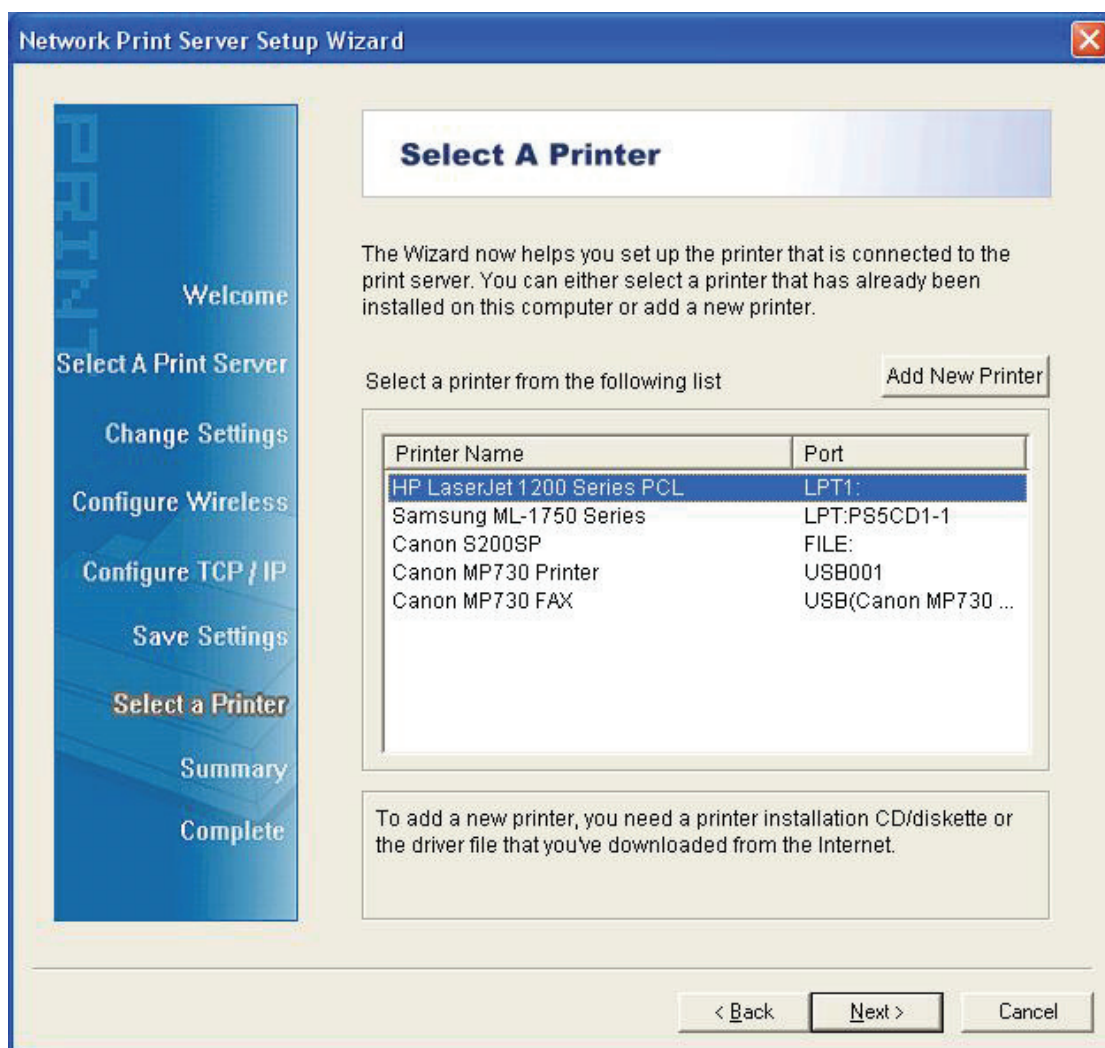 Network Print Server Setup Wizard
PRINT
Welcome
Select A Print Server
Change Settings
Configure Wireless
Configure TCP / IP
Save Settings
Select a Printer
Summary
Complete
Select A Printer
The Wizard now helps you set up the printer that is connected to the
print server. You can either select a printer that has already been
installed on this computer or add a new printer.
Select a printer from the following list
Add New Printer
Printer Name Port
HP LaserJet 1200 Series PCL LPT1:
Samsung ML-1750 Series LPT:PS5CD1-1
Canon S200SP FILE:
Canon MP730 Printer USB001
Canon MP730 FAX USB(Canon MP730 ...
To add a new printer, you need a printer installation CD/diskette or
the driver file that you've downloaded from the Internet.
< Back Next > Cancel